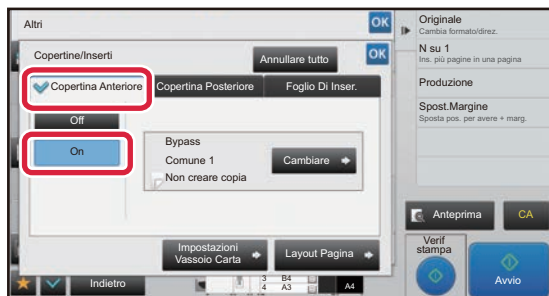 Altri
OK
Copertine/Inserti
Annullare tutto
OK
Copertina Anteriore
Copertina Posteriore
Foglio Di Inser.
Off
On
Bypass
Comune 1
Non creare copia
Cambiare
Impostazioni
Vassoio Carta
Layout Pagina
Indietro
3 B4
4 A3
A4
Originale
Cambia formato/direz.
N su 1
Ins. più pagine in una pagina
Produzione
Spost.Margine
Sposta pos. per avere + marg.
Anteprima
CA
Verif
stampa
Avvio